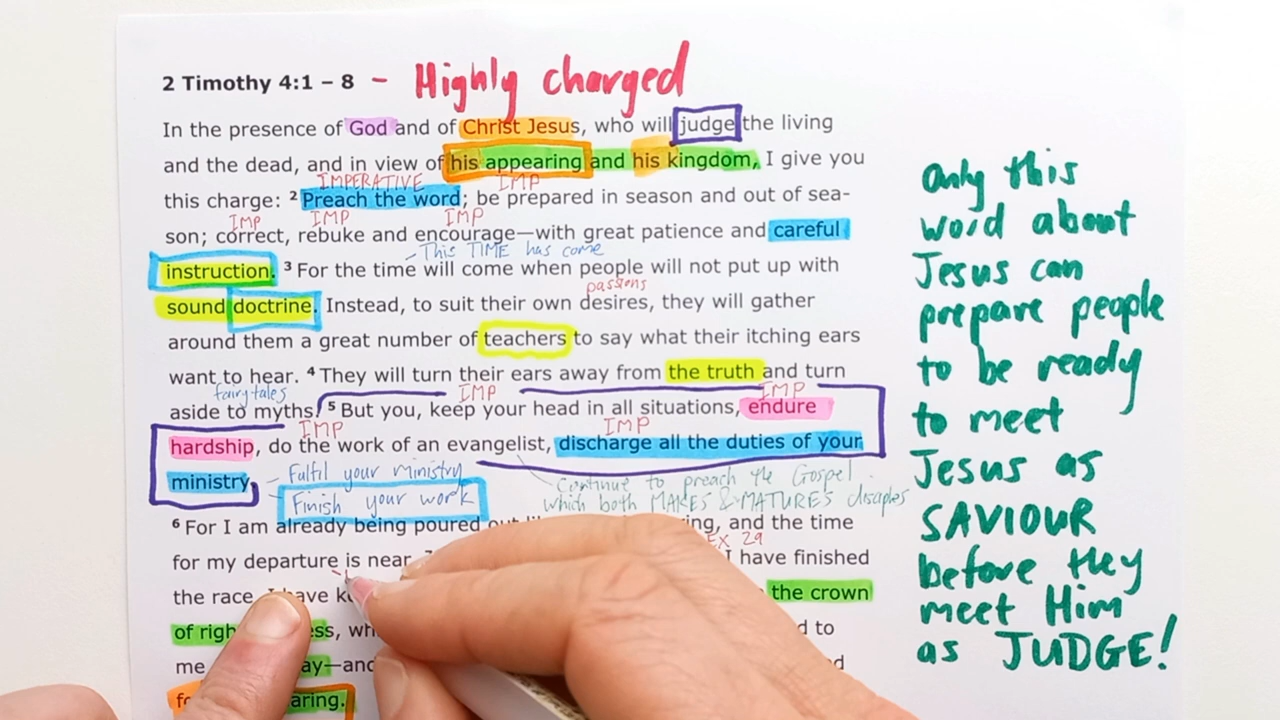 2 Timothy 4:1 – 8 – Highly charged
In the presence of God and of Christ Jesus, who will judge the living
and the dead, and in view of his appearing and his kingdom, I give you
IMPERATIVE IMP
this charge: 2 Preach the word; be prepared in season and out of sea-
IMP IMP IMP
son; correct, rebuke and encourage—with great patience and careful
This TIME has come
instruction. 3 For the time will come when people will not put up with
passions
sound doctrine. Instead, to suit their own desires, they will gather
around them a great number of teachers to say what their itching ears
want to hear. 4 They will turn their ears away from the truth and turn
fairytales IMP IMP
aside to myths. 5 But you, keep your head in all situations, endure
IMP IMP
hardship, do the work of an evangelist, discharge all the duties of your
ministry. – Fulfil your ministry
Finish your work
Continue to preach the Gospel
which both MAKES & MATURES disciples
6 For I am already being poured out and the time
EX 29
for my departure is near. I have finished
the race. I have the crown
of
me and
Only this
word about
Jesus can
prepare people
to be ready
to meet
Jesus as
SAVIOUR
before they
meet Him
as JUDGE!